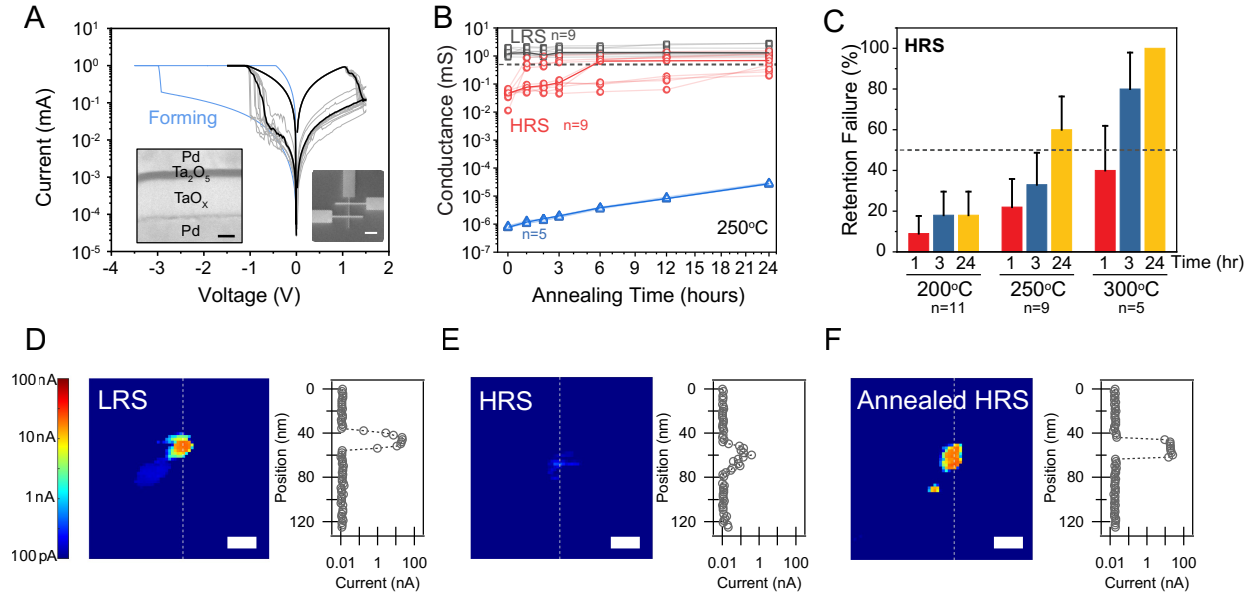 A
10¹
10⁰
10⁻¹
10⁻²
10⁻³
10⁻⁴
10⁻⁵
Current (mA)
Forming
Pd
Ta₂O₅
TaOₓ
Pd
-4 -3 -2 -1 0 1 2
Voltage (V)
B
10³
10²
10¹
10⁰
10⁻¹
10⁻²
10⁻³
10⁻⁴
10⁻⁵
10⁻⁶
10⁻⁷
Conductance (mS)
LRS n=9
HRS n=9
n=5
250°C
0 3 6 9 12 15 18 21 24
Annealing Time (hours)
C
HRS
100
80
60
40
20
0
Retention Failure (%)
1 3 24 1 3 24 1 3 24 Time (hr)
200°C 250°C 300°C
n=11 n=9 n=5
D
100 nA
10nA
1 nA
100 pA
LRS
0
40
80
120
Position (nm)
0.01 1 100
Current (nA)
E
HRS
0
40
80
120
Position (nm)
0.01 1 100
Current (nA)
F
Annealed HRS
0
40
80
120
Position (nm)
0.01 1 100
Current (nA)